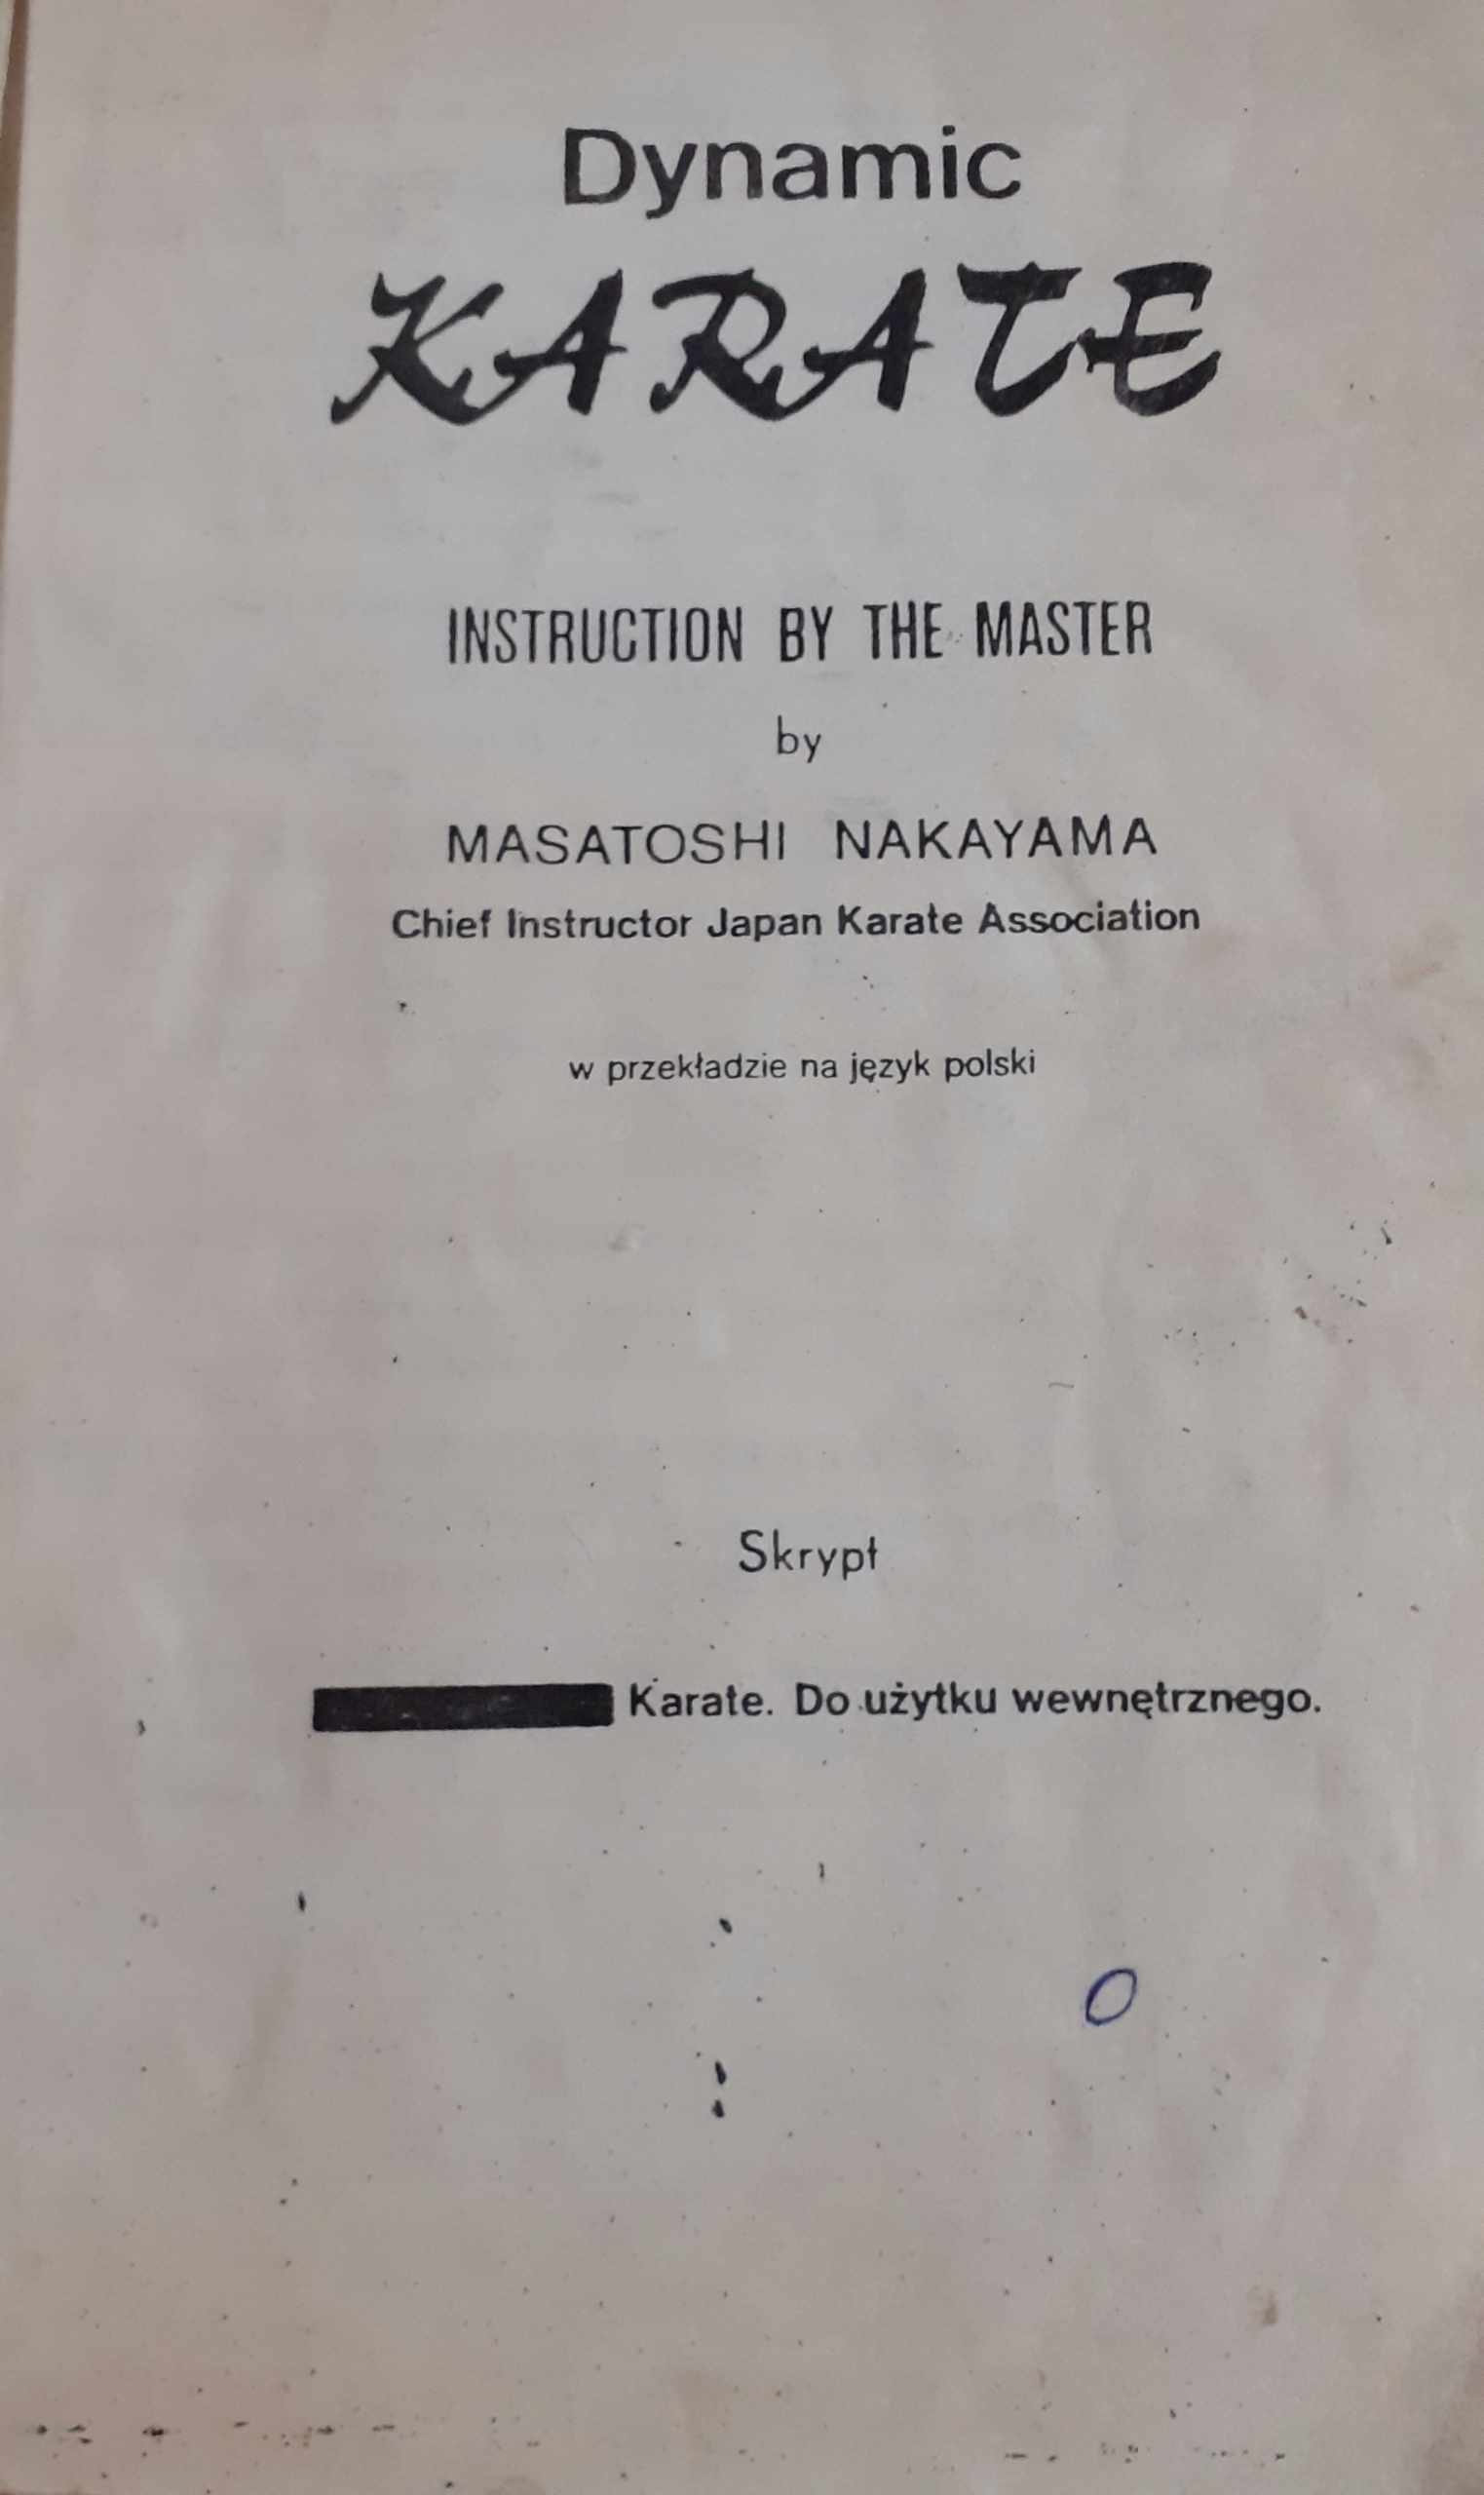 Dynamic
KARATE
INSTRUCTION BY THE MASTER
by
MASATOSHI NAKAYAMA
Chief Instructor Japan Karate Association
w przekładzie na język polski
Skrypt
Karate. Do użytku wewnętrznego.
O